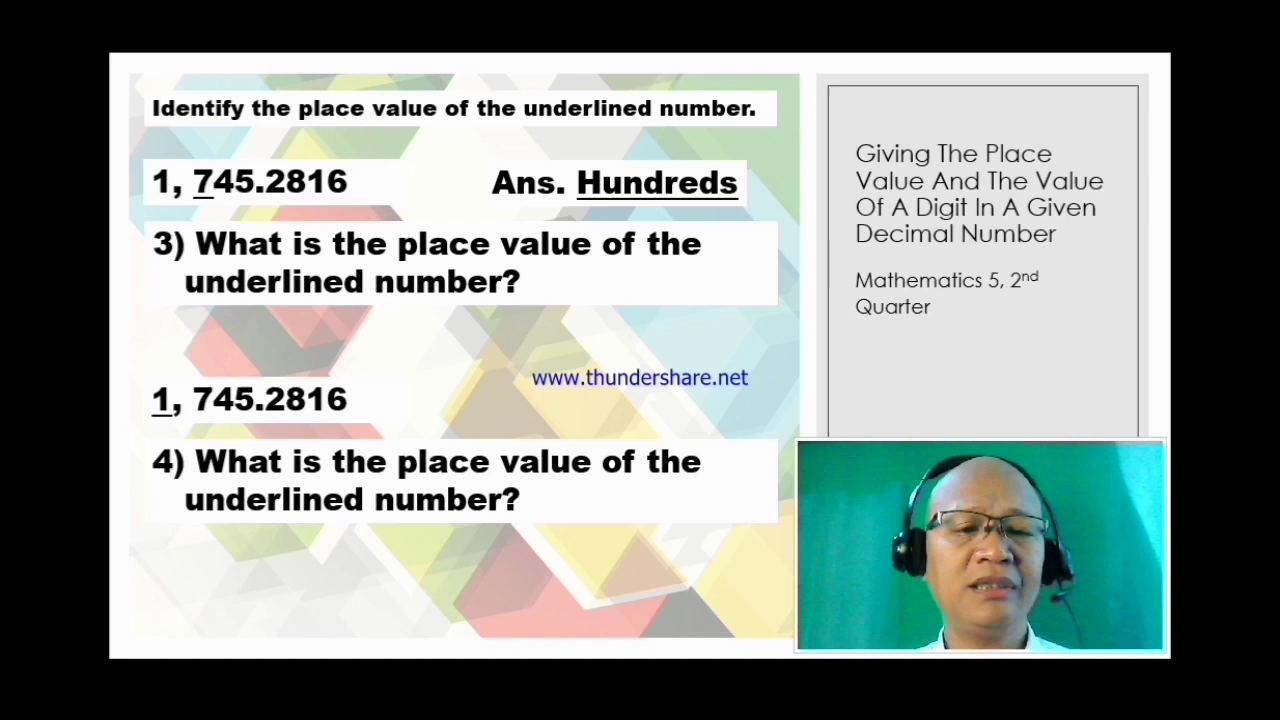 Identify the place value of the underlined number.
1, 745.2816 Ans. Hundreds
3) What is the place value of the
underlined number?
www.thundershare.net
1, 745.2816
4) What is the place value of the
underlined number?
Giving The Place
Value And The Value
Of A Digit In A Given
Decimal Number
Mathematics 5, 2nd
Quarter